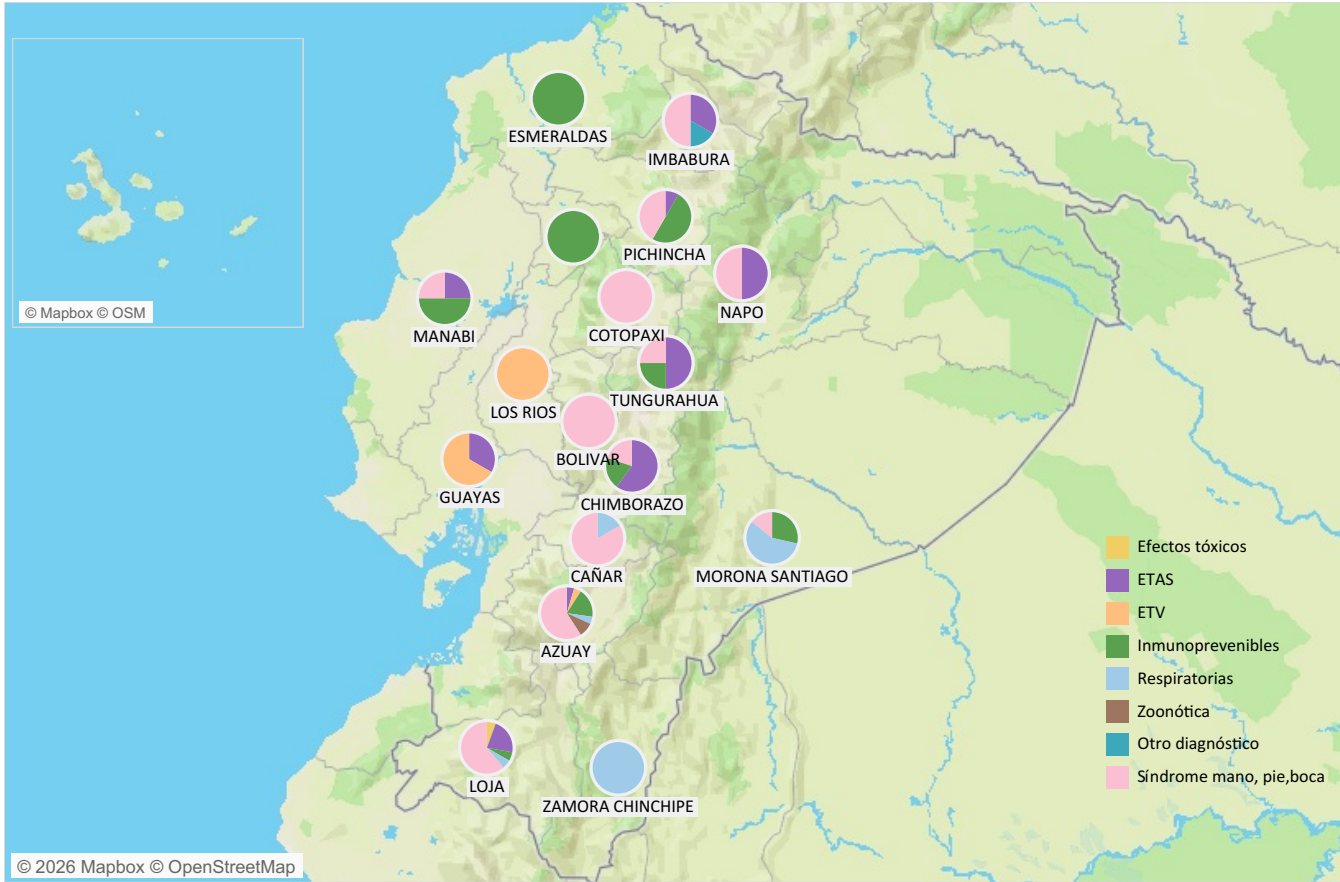 ESMERALDAS
IMBABURA
PICHINCHA
NAPO
© Mapbox © OSM
MANABI
COTOPAXI
TUNGURAHUA
LOS RIOS
BOLIVAR
GUAYAS
CHIMBORAZO
CAÑAR
MORONA SANTIAGO
AZUAY
LOJA
ZAMORA CHINCHIPE
Efectos tóxicos
ETAS
ETV
Inmunoprevenibles
Respiratorias
Zoonótica
Otro diagnóstico
Síndrome mano, pie,boca
© 2026 Mapbox © OpenStreetMap